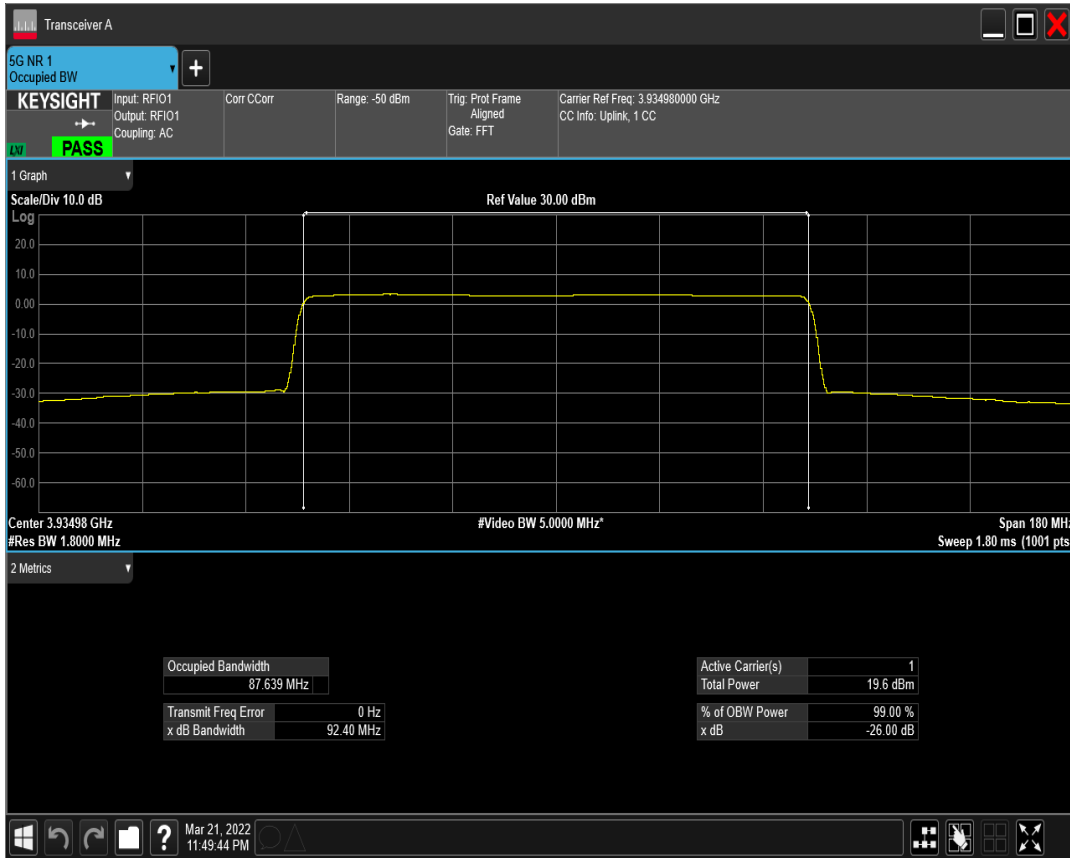 Transceiver A
5G NR 1
Occupied BW
KEYSIGHT
Input: RFIO1
Output: RFIO1
Coupling: AC
Corr CCorr
Range: -50 dBm
Trig: Prot Frame
Aligned
Gate: FFT
Carrier Ref Freq: 3.934980000 GHz
CC Info: Uplink, 1 CC
LXI
PASS
1 Graph
Scale/Div 10.0 dB
Ref Value 30.00 dBm
Log
20.0
10.0
0.00
-10.0
-20.0
-30.0
-40.0
-50.0
-60.0
Center 3.93498 GHz
#Video BW 5.0000 MHz*
Span 180 MHz
#Res BW 1.8000 MHz
Sweep 1.80 ms (1001 pts
2 Metrics
Occupied Bandwidth
87.639 MHz
Transmit Freq Error 0 Hz
x dB Bandwidth 92.40 MHz
Active Carrier(s) 1
Total Power 19.6 dBm
% of OBW Power 99.00 %
x dB -26.00 dB
?
Mar 21, 2022
11:49:44 PM